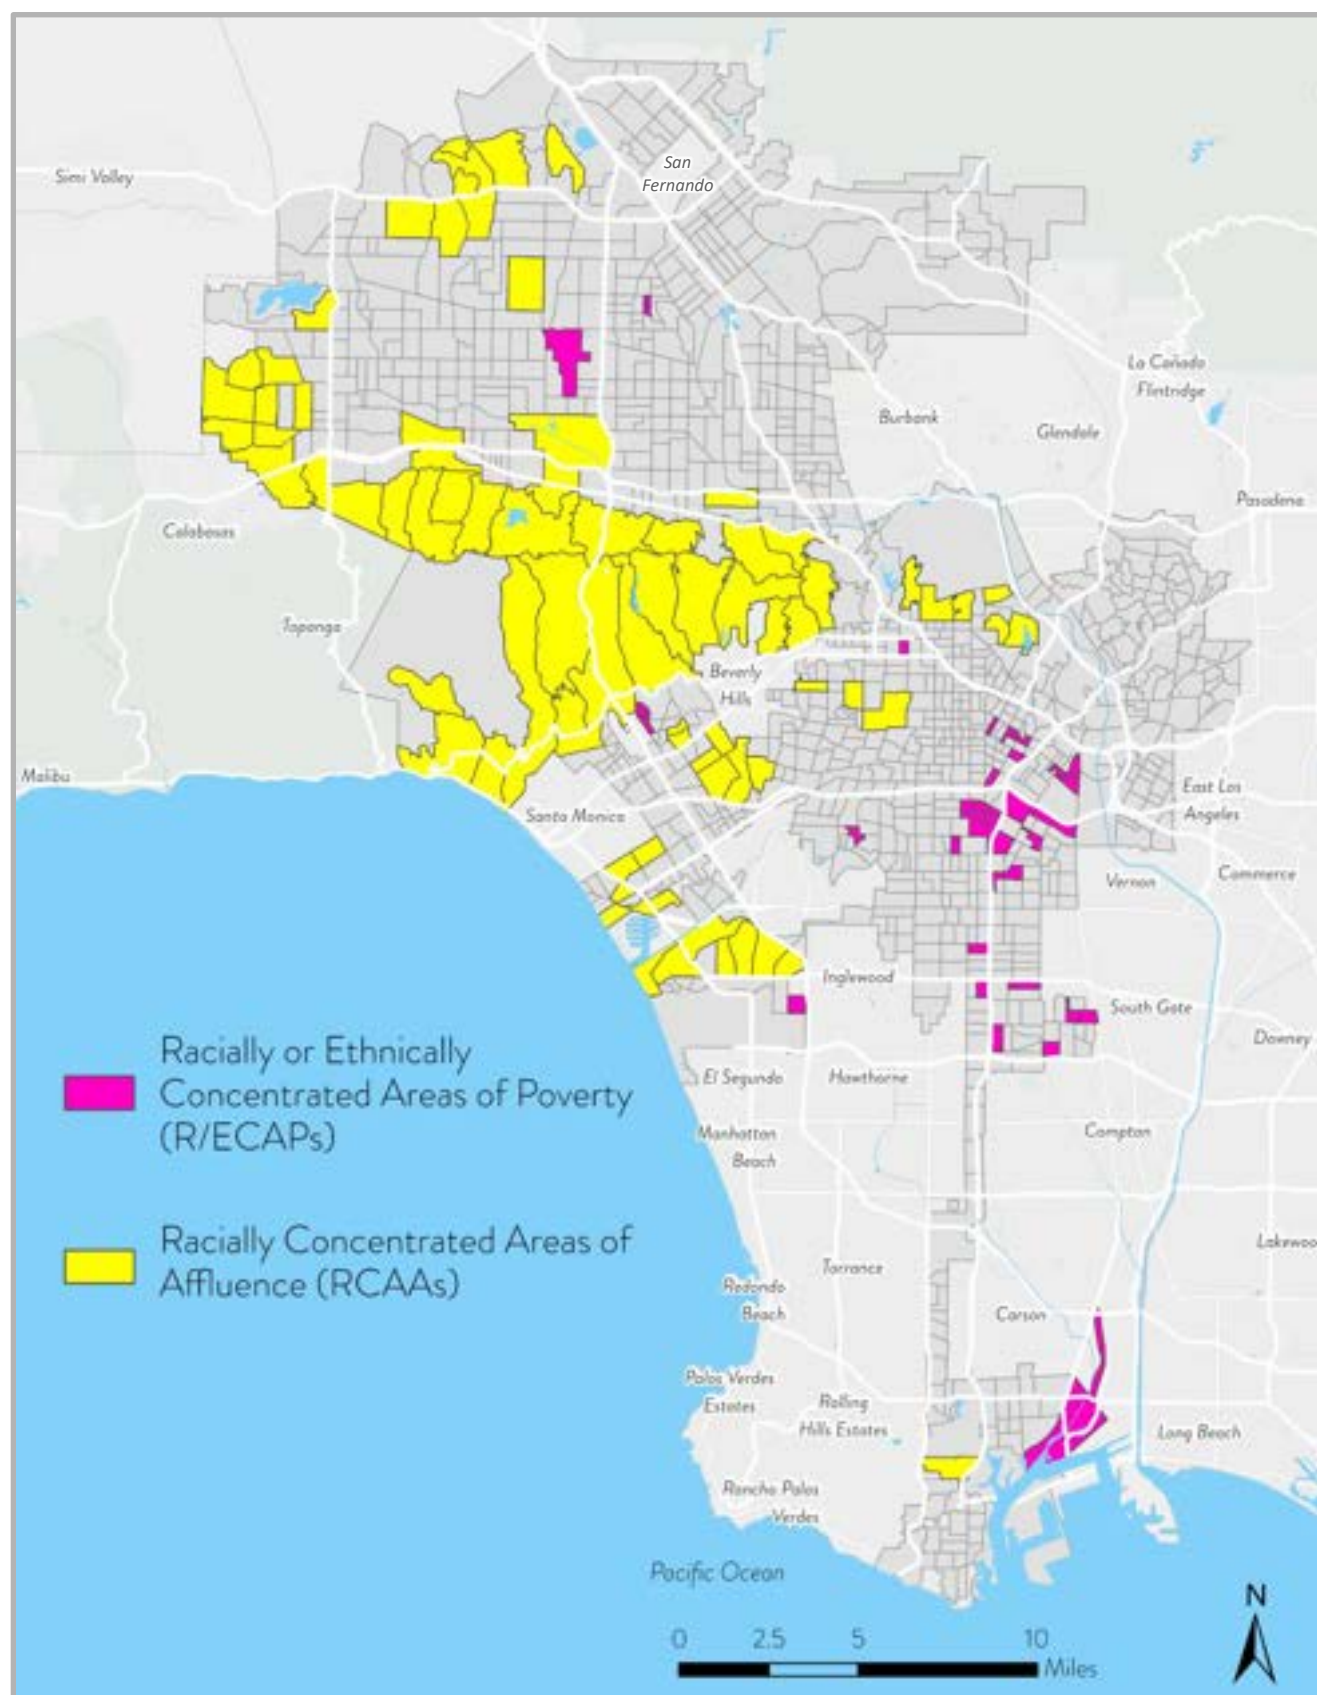 San
Fernando
Simi Valley
La Cañada
Flintridge
Burbank
Glendale
Pasadena
Calabasas
Topanga
Beverly
Hills
Malibu
Santa Monica
East Los
Angeles
Vernon
Commerce
Inglewood
South Gate
Downey
El Segundo
Hawthorne
Racially or Ethnically
Concentrated Areas of Poverty
(R/ECAPs)
Manhattan
Beach
Compton
Racially Concentrated Areas of
Affluence (RCAAs)
Lakewoo
Torrance
Redondo
Beach
Carson
Palos Verdes
Estates
Rolling
Hills Estates
Long Beach
Rancho Palos
Verdes
Pacific Ocean
N
0 2.5 5 10
Miles